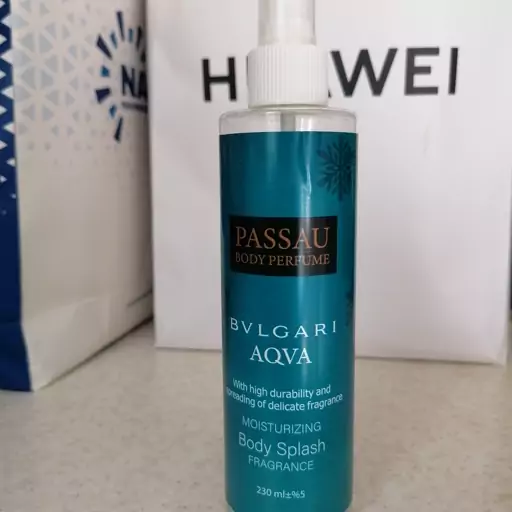 HUAWEI
NA
PASSAU
BODY PERFUME
BVLGARI
AQVA
With high durability and
spreading of delicate fragrance
MOISTURIZING
Body Splash
FRAGRANCE
230 ml±%5